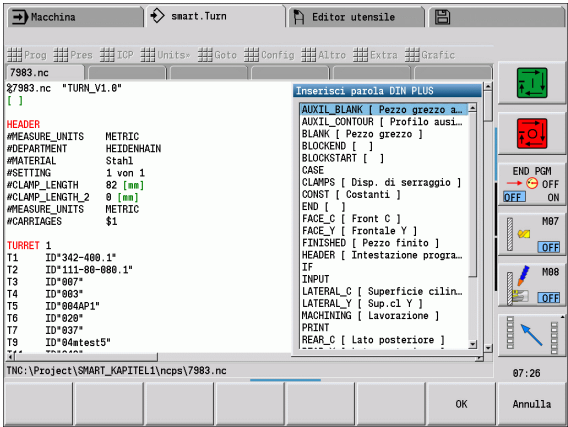 Macchina
smart.Turn
Editor utensile
Prog
Pres
ICP
Units»
Goto
Config
Altro
Extra
Grafic
7983.nc
%7983.nc "TURN_V1.0"
[ ]
HEADER
#MEASURE_UNITS METRIC
#DEPARTMENT HEIDENHAIN
#MATERIAL Stahl
#SETTING 1 von 1
#CLAMP_LENGTH 82 [mm]
#CLAMP_LENGTH_2 0 [mm]
#MEASURE_UNITS METRIC
#CARRIAGES $1
TURRET 1
T1 ID"342-400.1"
T2 ID"111-80-080.1"
T3 ID"007"
T4 ID"003"
T5 ID"004AP1"
T6 ID"020"
T7 ID"037"
T9 ID"04mtest5"
Inserisci parola DIN PLUS
AUXIL_BLANK [ Pezzo grezzo a...
AUXIL_CONTOUR [ Profilo ausi...
BLANK [ Pezzo grezzo ]
BLOCKEND [ ]
BLOCKSTART [ ]
CASE
CLAMPS [ Disp. di serraggio ]
CONST [ Costanti ]
END [ ]
FACE_C [ Front C ]
FACE_Y [ Frontale Y ]
FINISHED [ Pezzo finito ]
HEADER [ Intestazione progra...
IF
INPUT
LATERAL_C [ Superficie cilin...
LATERAL_Y [ Sup.cl Y ]
MACHINING [ Lavorazione ]
PRINT
REAR_C [ Lato posteriore ]
END PGM
OFF
OFF ON
M07
OFF
M08
OFF
TNC:\Project\SMART_KAPITEL1\ncps\7983.nc
07:26
OK
Annulla